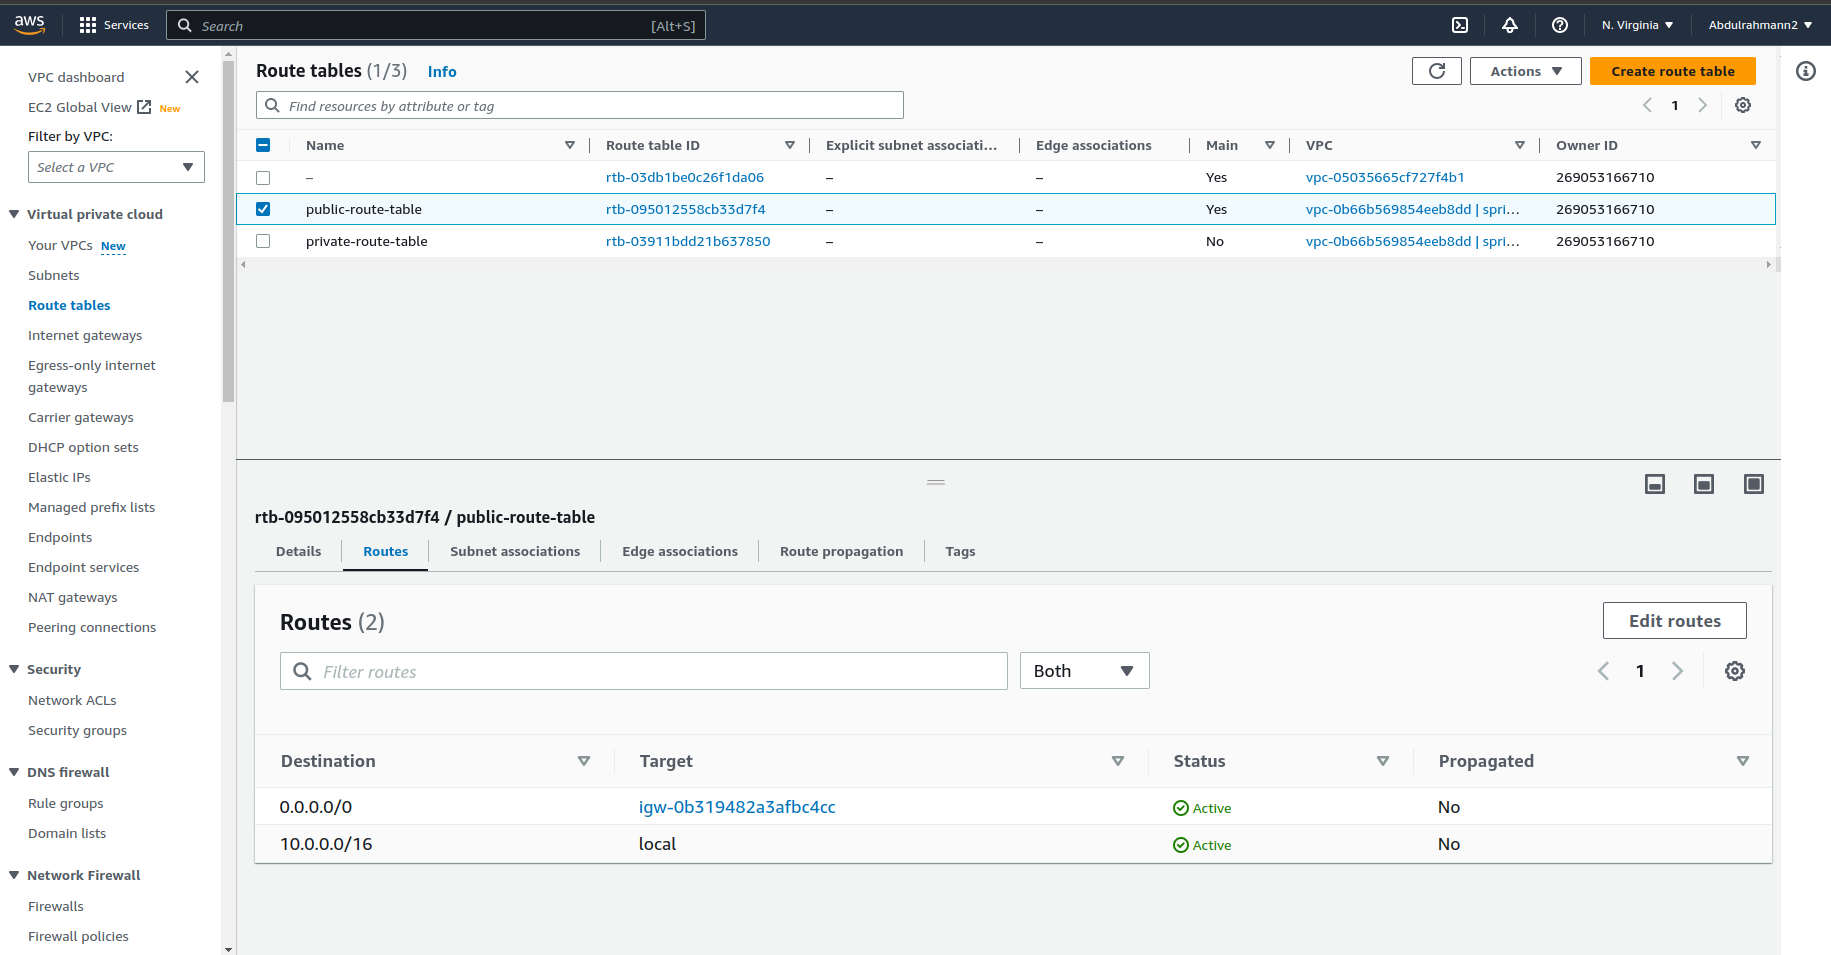 aws Services Search [Alt+S] N. Virginia Abdulrahmann2
VPC dashboard
EC2 Global View New
Filter by VPC:
Select a VPC
Virtual private cloud
Your VPCs New
Subnets
Route tables
Internet gateways
Egress-only internet
gateways
Carrier gateways
DHCP option sets
Elastic IPs
Managed prefix lists
Endpoints
Endpoint services
NAT gateways
Peering connections
Security
Network ACLs
Security groups
DNS firewall
Rule groups
Domain lists
Network Firewall
Firewalls
Firewall policies
Route tables (1/3) Info Actions Create route table
Find resources by attribute or tag 1
Name Route table ID Explicit subnet associati... Edge associations Main VPC Owner ID
– rtb-03db1be0c26f1da06 – – Yes vpc-05035665cf727f4b1 269053166710
public-route-table rtb-095012558cb33d7f4 – – Yes vpc-0b66b569854eeb8dd | spri... 269053166710
private-route-table rtb-03911bdd21b637850 – – No vpc-0b66b569854eeb8dd | spri... 269053166710
rtb-095012558cb33d7f4 / public-route-table
Details Routes Subnet associations Edge associations Route propagation Tags
Routes (2) Edit routes
Filter routes Both 1
Destination Target Status Propagated
0.0.0.0/0 igw-0b319482a3afbc4cc Active No
10.0.0.0/16 local Active No